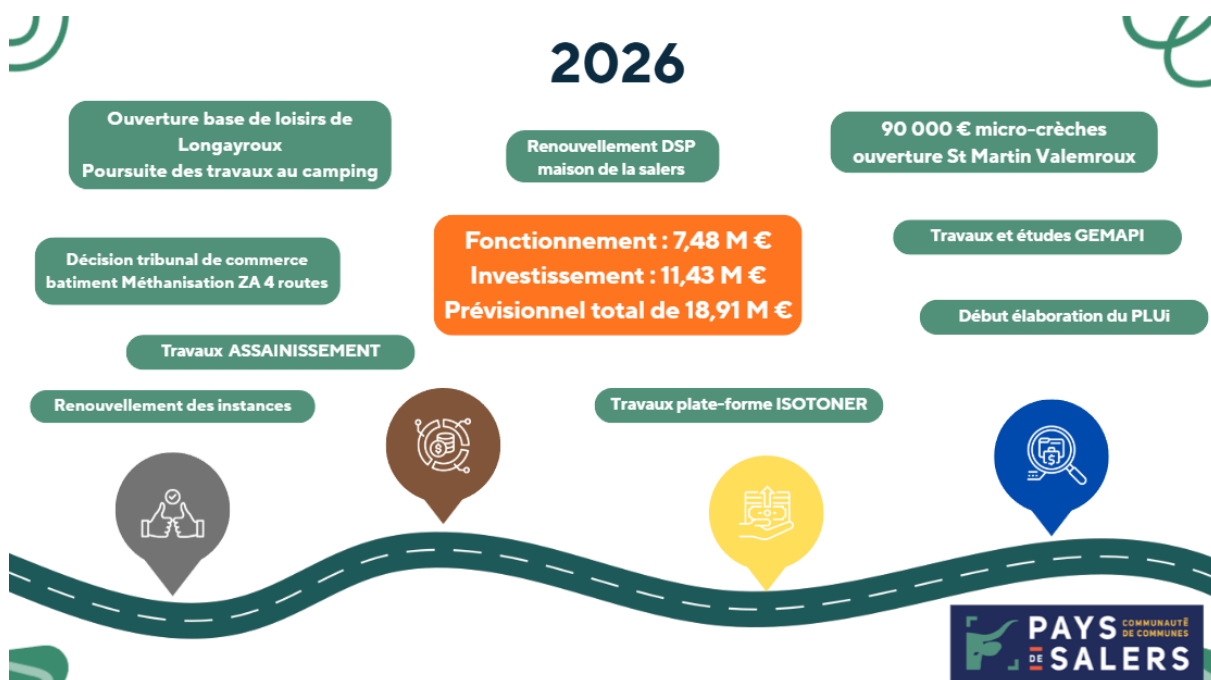 2026
Ouverture base de loisirs de
Longayroux
Poursuite des travaux au camping
Renouvellement DSP
maison de la salers
90 000 € micro-crèches
ouverture St Martin Valemroux
Fonctionnement : 7,48 M €
Investissement : 11,43 M €
Prévisionnel total de 18,91 M €
Travaux et études GEMAPI
Décision tribunal de commerce
batiment Méthanisation ZA 4 routes
Début élaboration du PLUi
Travaux ASSAINISSEMENT
Renouvellement des instances
Travaux plate-forme ISOTONER
PAYS COMMUNAUTÉ DE COMMUNES
DE SALERS